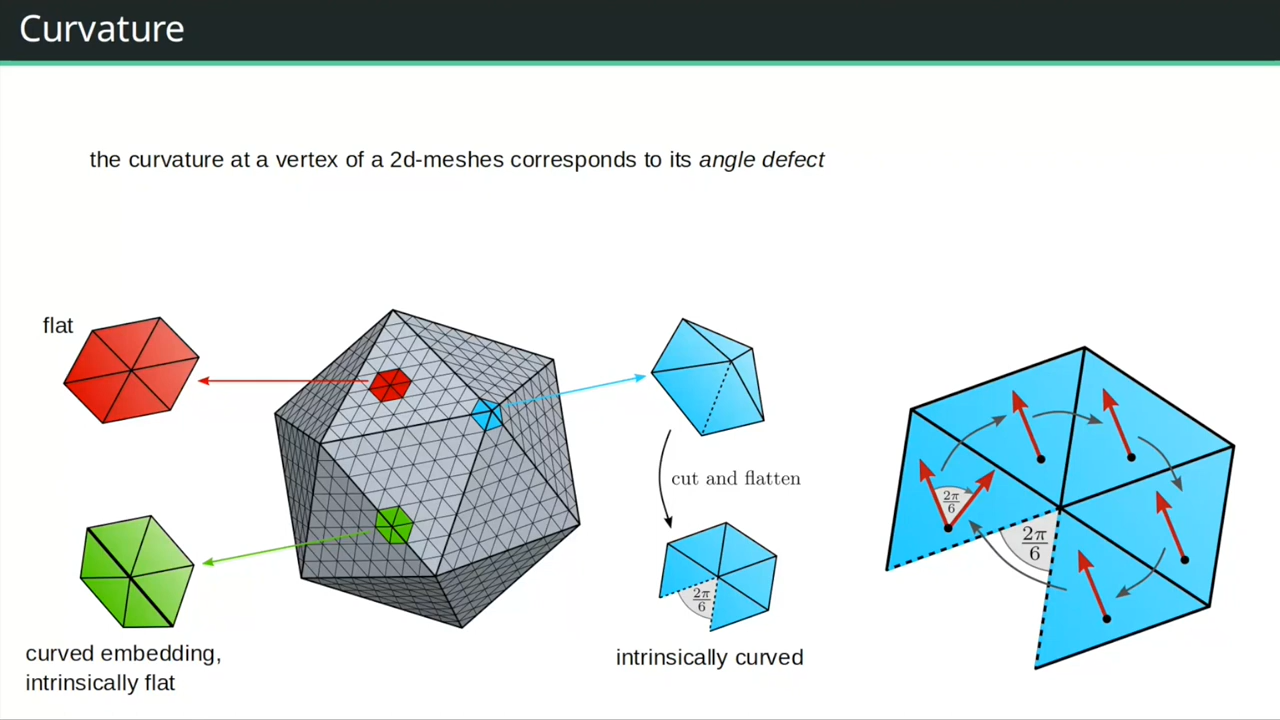 Curvature
the curvature at a vertex of a 2d-meshes corresponds to its angle defect
flat
cut and flatten
2π/6
2π/6
2π/6
curved embedding,
intrinsically flat
intrinsically curved